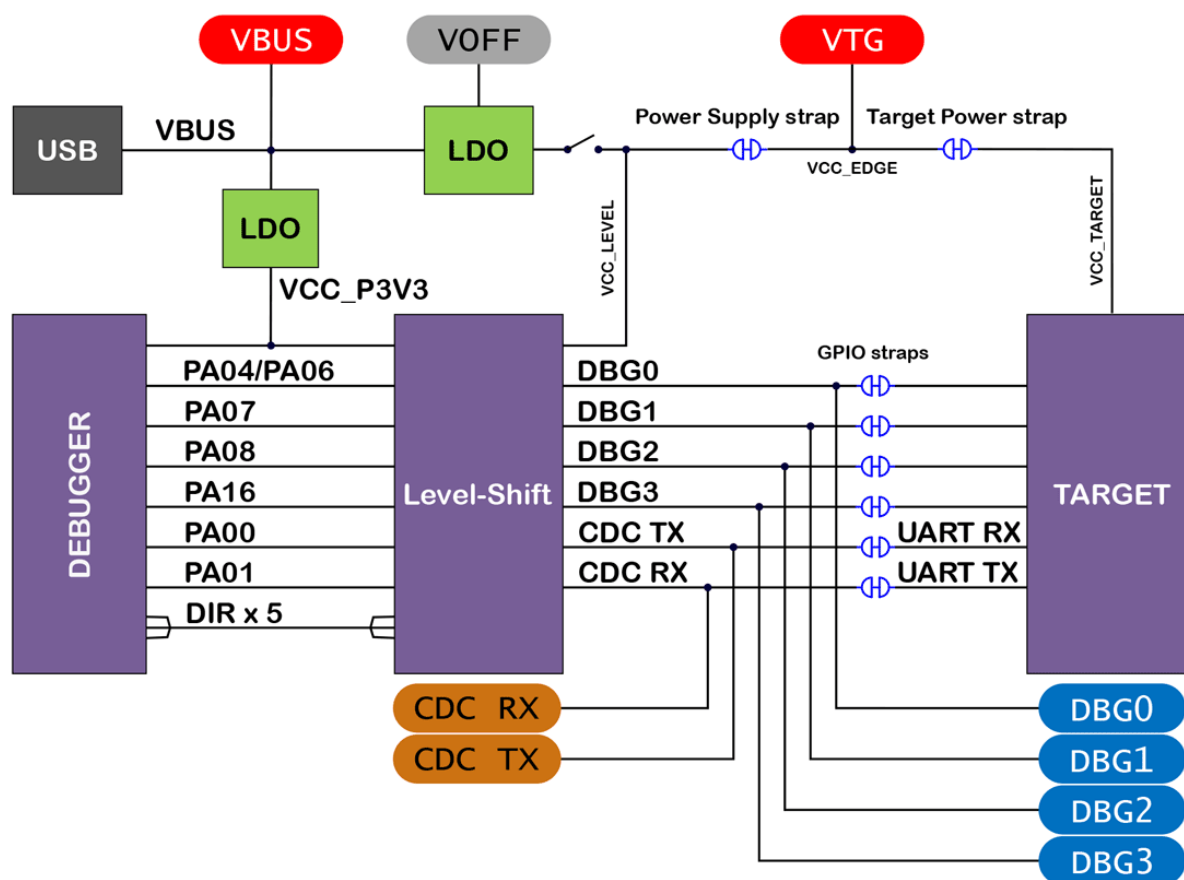 VBUS
VOFF
VTG
USB
VBUS
LDO
Power Supply strap
Target Power strap
VCC_EDGE
LDO
VCC_LEVEL
VCC_TARGET
VCC_P3V3
DEBUGGER
PA04/PA06
PA07
PA08
PA16
PA00
PA01
DIR x 5
Level-Shift
DBG0
DBG1
DBG2
DBG3
CDC TX
CDC RX
GPIO straps
UART RX
UART TX
TARGET
CDC RX
CDC TX
DBG0
DBG1
DBG2
DBG3